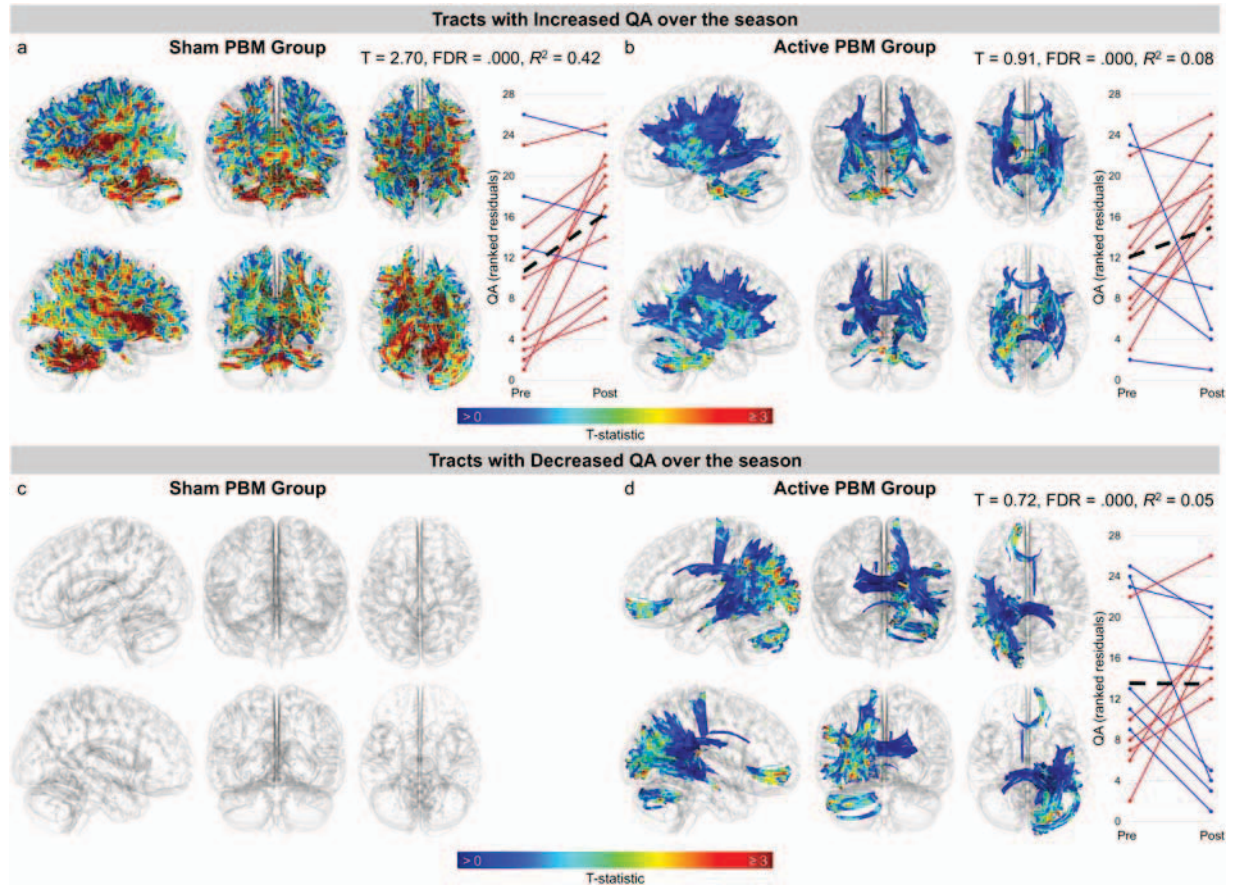 Tracts with Increased QA over the season
a
Sham PBM Group
T = 2.70, FDR = .000, R² = 0.42
28
24
20
16
12
8
4
0
QA (ranked residuals)
Pre
Post
b
Active PBM Group
T = 0.91, FDR = .000, R² = 0.08
28
24
20
16
12
8
4
0
QA (ranked residuals)
Pre
Post
> 0
≥ 3
T-statistic
Tracts with Decreased QA over the season
c
Sham PBM Group
d
Active PBM Group
T = 0.72, FDR = .000, R² = 0.05
28
24
20
16
12
8
4
0
QA (ranked residuals)
Pre
Post
> 0
≥ 3
T-statistic